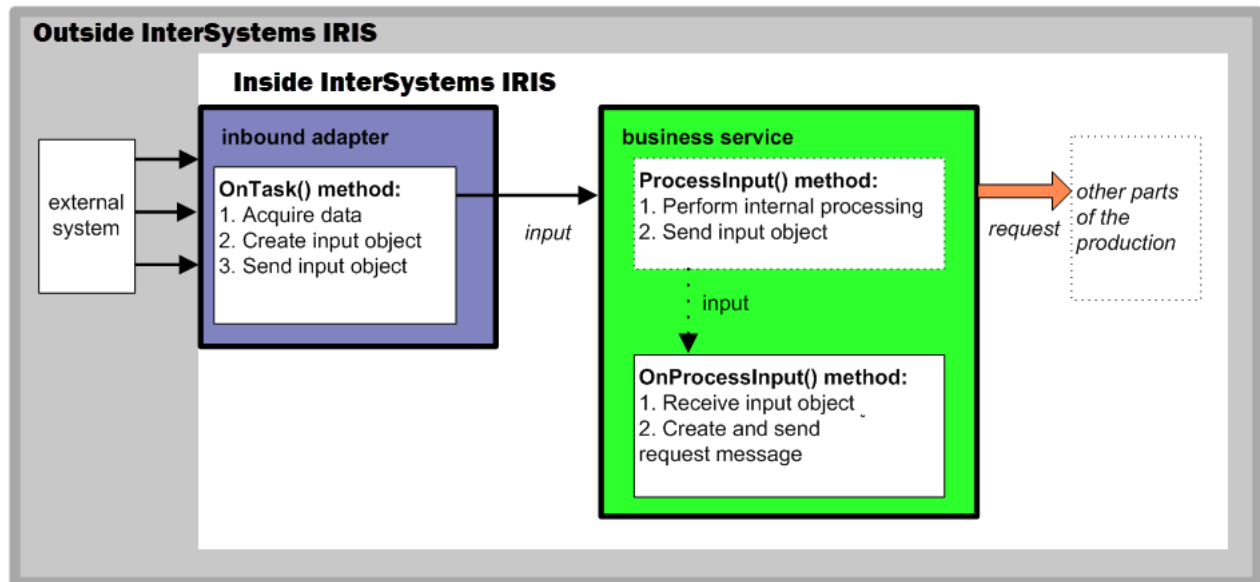 Outside InterSystems IRIS
Inside InterSystems IRIS
external
system
inbound adapter
OnTask() method:
1. Acquire data
2. Create input object
3. Send input object
input
business service
ProcessInput() method:
1. Perform internal processing
2. Send input object
input
OnProcessInput() method:
1. Receive input object
2. Create and send
request message
request
other parts
of the
production